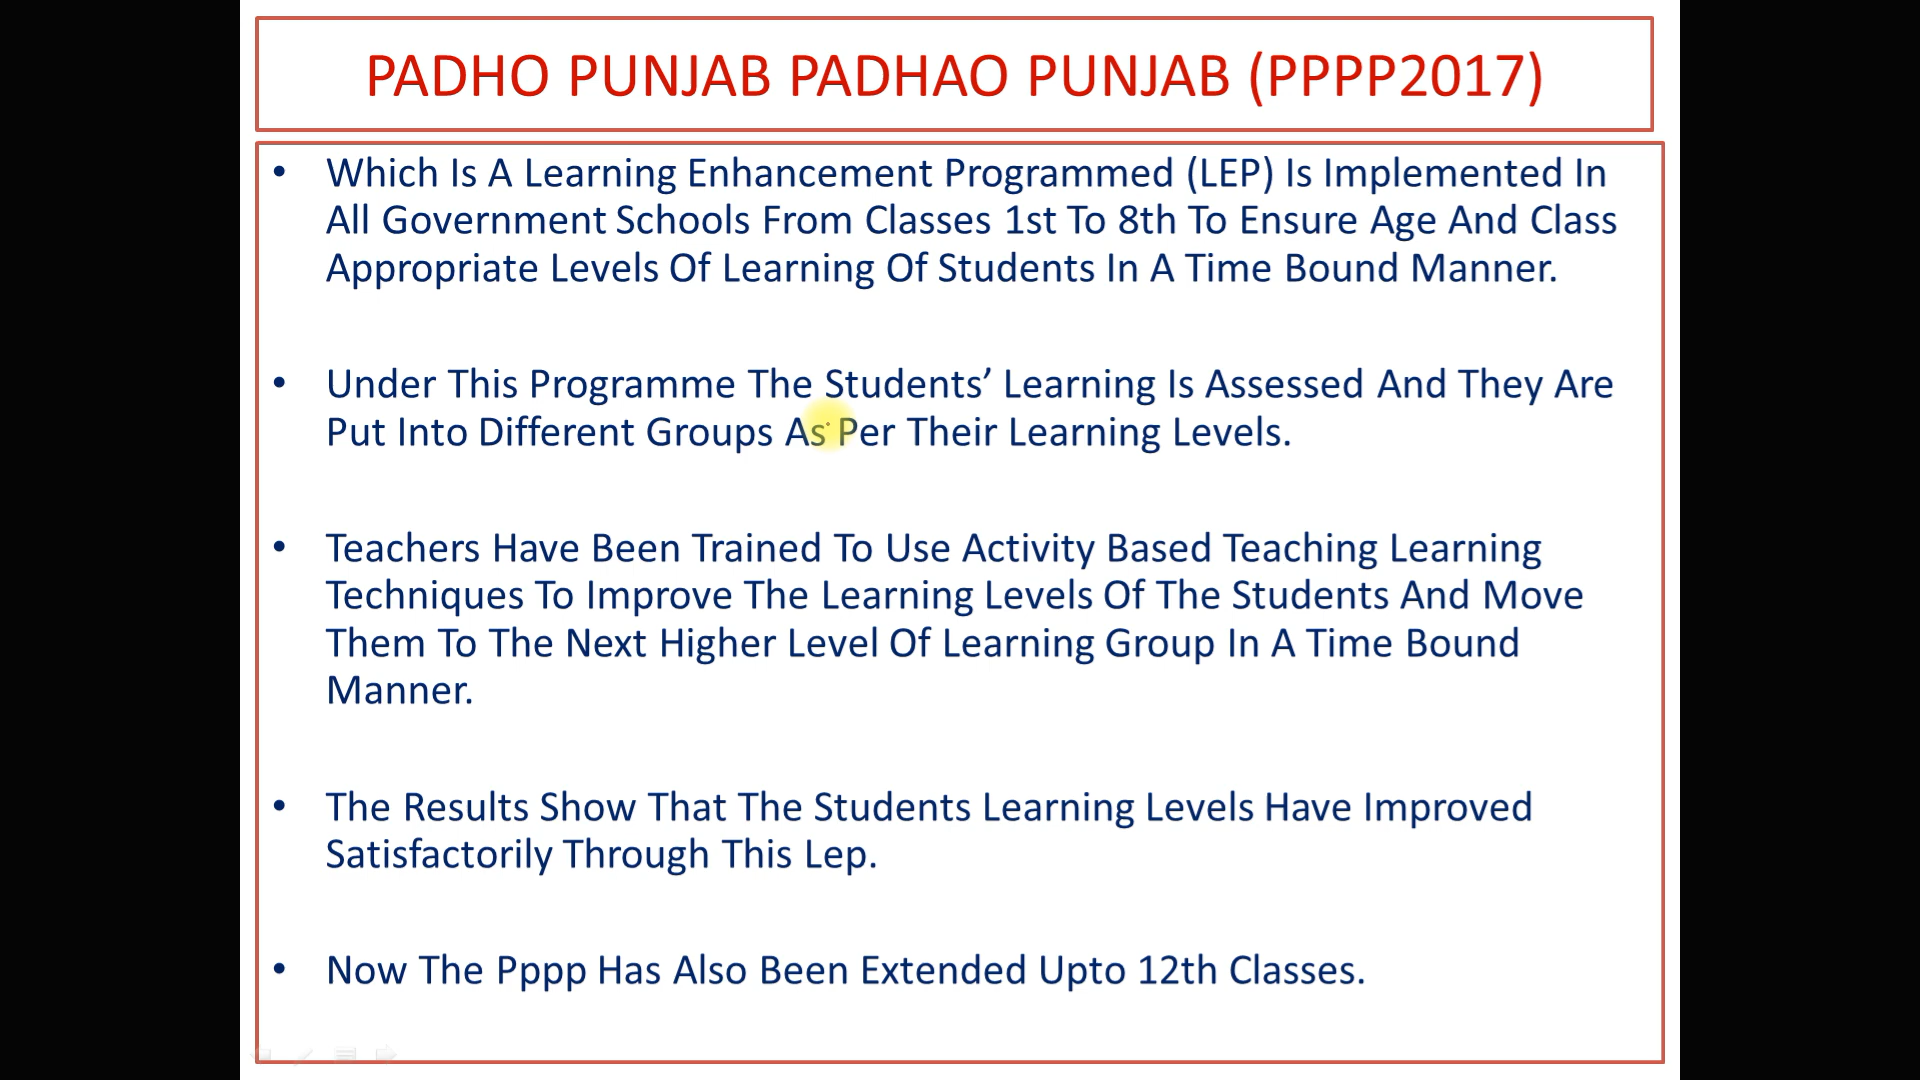 PADHO PUNJAB PADHAO PUNJAB (PPPP2017)
• Which Is A Learning Enhancement Programmed (LEP) Is Implemented In
All Government Schools From Classes 1st To 8th To Ensure Age And Class
Appropriate Levels Of Learning Of Students In A Time Bound Manner.
• Under This Programme The Students’ Learning Is Assessed And They Are
Put Into Different Groups As Per Their Learning Levels.
• Teachers Have Been Trained To Use Activity Based Teaching Learning
Techniques To Improve The Learning Levels Of The Students And Move
Them To The Next Higher Level Of Learning Group In A Time Bound
Manner.
• The Results Show That The Students Learning Levels Have Improved
Satisfactorily Through This Lep.
• Now The Pppp Has Also Been Extended Upto 12th Classes.